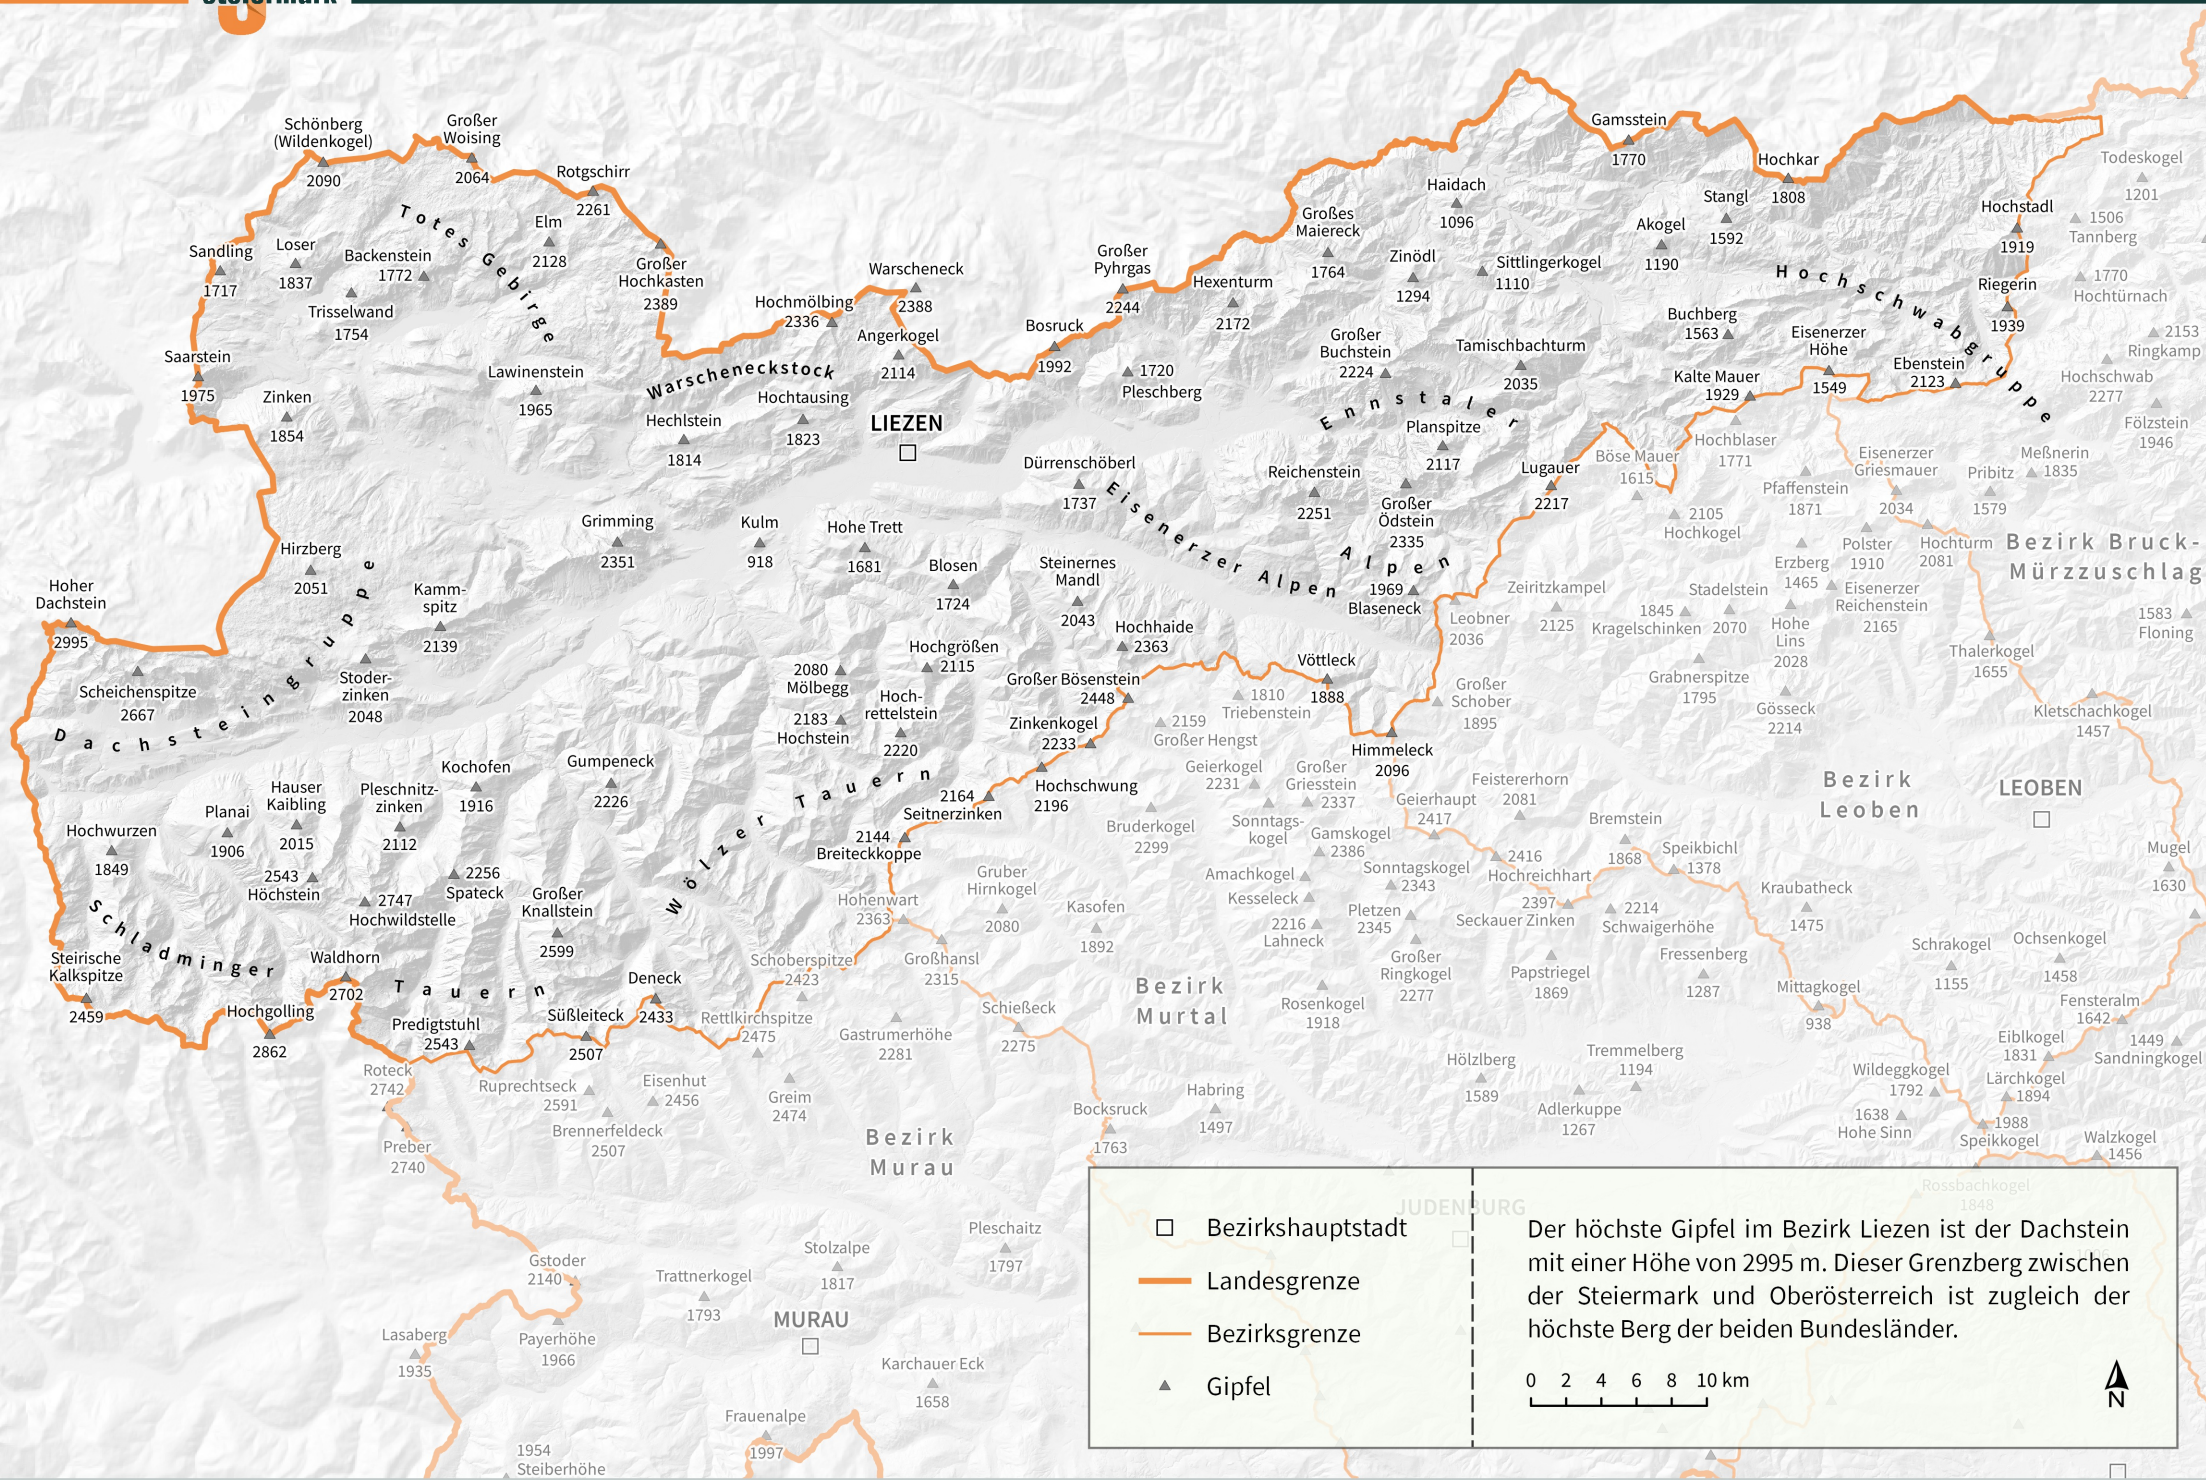 Steiermark
Schönberg
(Wildenkogel)
2090
Großer
Woising
2064
Rotgschirr
2261
Totes Gebirge
Elm
2128
Sandling
1717
Loser
1837
Backenstein
1772
Trisselwand
1754
Großer
Hochkasten
2389
Saarstein
1975
Zinken
1854
Lawinenstein
1965
Hochmölbing
2336
Warscheneck
2388
Angerkogel
2114
Warscheneckstock
Hechlstein
1814
Hochtausing
1823
LIEZEN
Bosruck
1992
Großer
Pyhrgas
2244
1720
Pleschberg
Hexenturm
2172
Großes
Maiereck
1764
Haidach
1096
Zinödl
1294
Sittlingerkogel
1110
Gamsstein
1770
Hochkar
1808
Stangl
1592
Akogel
1190
Buchberg
1563
Hochstadl
1919
Riegerin
1939
Hochschwabgruppe
Eisenerzer
Höhe
1549
Ebenstein
2123
Kalte Mauer
1929
Großer
Buchstein
2224
Tamischbachturm
2035
Ennstaler
Alpen
Planspitze
2117
Reichenstein
2251
Großer
Ödstein
2335
Lugauer
2217
1969
Blaseneck
Dürrenschöberl
1737
Eisenerzer Alpen
Todeskogel
1201
1506
Tannberg
1770
Hochtürnach
2153
Ringkamp
Hochschwab
2277
Fölzstein
1946
Meßnerin
1835
Hochblaser
1771
Böse Mauer
1615
Eisenerzer
Griesmauer
2034
Pribitz
1579
Pfaffenstein
1871
2105
Hochkogel
Polster
1910
Hochturm
2081
Bezirk Bruck-
Mürzzuschlag
Erzberg
1465
Eisenerzer
Reichenstein
2165
1583
Floning
Zeiritzkampel
2125
1845
Kragelschinken
Stadelstein
2070
Hohe
Lins
2028
Leobner
2036
Grabnerspitze
1795
Thalerkogel
1655
Gösseck
2214
Kletschachkogel
1457
Hoher
Dachstein
2995
Hirzberg
2051
Kamm-
spitz
2139
Grimming
2351
Kulm
918
Hohe Trett
1681
Blosen
1724
Steinernes
Mandl
2043
Hochhaide
2363
Scheichenspitze
2667
Stoder-
zinken
2048
Dachsteingruppe
2080
Mölbegg
Hochgrößen
2115
Großer Bösenstein
2448
2183
Hochstein
Hoch-
rettelstein
2220
Zinkenkogel
2233
Vöttleck
1888
1810
Triebenstein
2159
Großer Hengst
Großer
Schober
1895
Himmeleck
2096
Hochschwung
2196
2164
Seitnerzinken
2144
Breiteckkoppe
Wölzer Tauern
Gumpeneck
2226
Kochofen
1916
Pleschnitz-
zinken
2112
Hauser
Kaibling
2015
Planai
1906
Hochwurzen
1849
2543
Höchstein
2747
Hochwildstelle
2256
Spateck
Großer
Knallstein
2599
Schladminger
Tauern
Steirische
Kalkspitze
2459
Hochgolling
2862
Waldhorn
2702
Predigtstuhl
2543
Süßleiteck
2507
Deneck
2433
Rettlkirchspitze
2475
Schoberspitze
2423
Hohenwart
2363
Großhansl
2315
Gruber
Hirnkogel
2080
Kasofen
1892
Gastrumerhöhe
2281
Schießeck
2275
Bezirk
Murtal
Geierkogel
2231
Großer
Griesstein
2337
Feistererhorn
2081
Geierhaupt
2417
Bruderkogel
2299
Sonntags-
kogel
Gamskogel
2386
Amachkogel
Kesseleck
Sonntagskogel
2343
2416
Hochreichhart
2397
Seckauer Zinken
Pletzen
2345
2216
Lahneck
2214
Schwaigerhöhe
Großer
Ringkogel
2277
Papstriegel
1869
Fressenberg
1287
Rosenkogel
1918
Bremstein
1868
Speikbichl
1378
Bezirk
Leoben
LEOBEN
Mugel
1630
Kraubatheck
1475
Schrakogel
1155
Ochsenkogel
1458
Mittagkogel
938
Fensteralm
1642
Eiblkogel
1831
1449
Sandningkogel
Wildeggkogel
1792
Lärchkogel
1894
1638
Hohe Sinn
1988
Speikkogel
Walzkogel
1456
Hölzlberg
1589
Tremmelberg
1194
Adlerkuppe
1267
Habring
1497
Bocksruck
1763
Roteck
2742
Preber
2740
Ruprechtseck
2591
Eisenhut
2456
Brennerfeldeck
2507
Greim
2474
Bezirk
Murau
Pleschaitz
1797
Stolzalpe
1817
Trattnerkogel
1793
MURAU
Gstoder
2140
Payerhöhe
1966
Lasaberg
1935
Karchauer Eck
1658
Frauenalpe
1997
1954
Steiberhöhe
JUDENBURG
Rossbachkogel
1848
Bezirkshauptstadt
Landesgrenze
Bezirksgrenze
Gipfel
Der höchste Gipfel im Bezirk Liezen ist der Dachstein
mit einer Höhe von 2995 m. Dieser Grenzberg zwischen
der Steiermark und Oberösterreich ist zugleich der
höchste Berg der beiden Bundesländer.
0 2 4 6 8 10 km
N